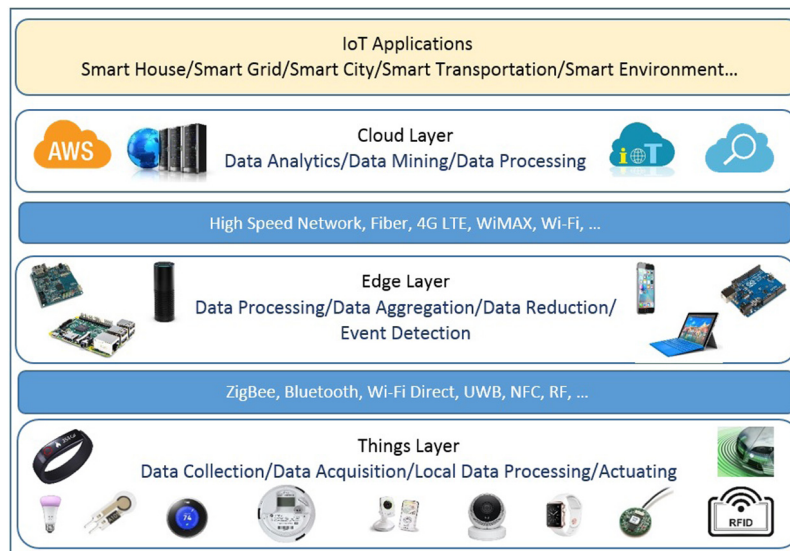 IoT Applications
Smart House/Smart Grid/Smart City/Smart Transportation/Smart Environment...
AWS
Cloud Layer
Data Analytics/Data Mining/Data Processing
ioT
High Speed Network, Fiber, 4G LTE, WiMAX, Wi-Fi, ...
Edge Layer
Data Processing/Data Aggregation/Data Reduction/
Event Detection
ZigBee, Bluetooth, Wi-Fi Direct, UWB, NFC, RF, ...
Things Layer
Data Collection/Data Acquisition/Local Data Processing/Actuating
74
RFID